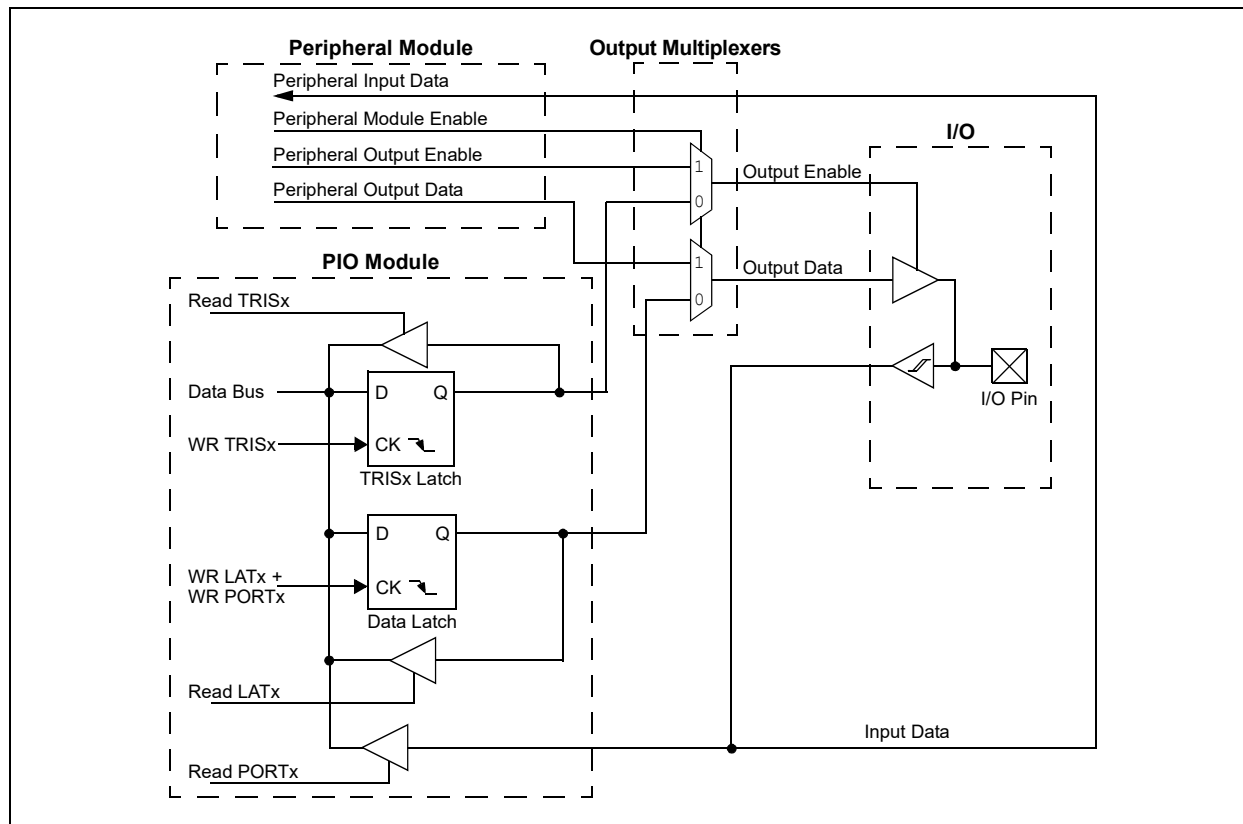 Peripheral Module
Output Multiplexers
Peripheral Input Data
Peripheral Module Enable
I/O
Peripheral Output Enable
1
Output Enable
Peripheral Output Data
0
PIO Module
1
Output Data
Read TRISx
0
Data Bus
D
Q
I/O Pin
WR TRISx
CK
TRISx Latch
D
Q
WR LATx +
WR PORTx
CK
Data Latch
Read LATx
Input Data
Read PORTx